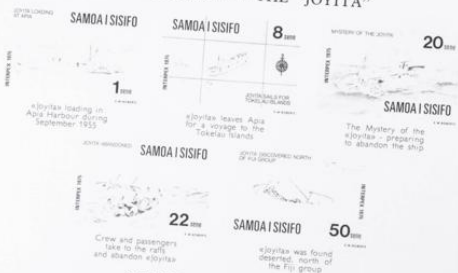 THE "JOYITA"
JOYITA LOADING
AT APIA
SAMOA I SISIFO
INTERPEX 1975
1 sene
«Joyita» loading in
Apia Harbour during
September 1955
SAMOA I SISIFO
8 sene
INTERPEX 1975
JOYITA SAILS FOR
TOKELAU ISLANDS
«Joyita» leaves Apia
for a voyage to the
Tokelau Islands
MYSTERY OF THE JOYITA
20 sene
INTERPEX 1975
SAMOA I SISIFO
The Mystery of the
«Joyita» - preparing
to abandon the ship
JOYITA ABANDONED
SAMOA I SISIFO
INTERPEX 1975
22 sene
Crew and passengers
take to the rafts
and abandon «Joyita»
JOYITA DISCOVERED NORTH
OF FIJI GROUP
INTERPEX 1975
SAMOA I SISIFO
50 sene
«Joyita» was found
deserted, north of
the Fiji group